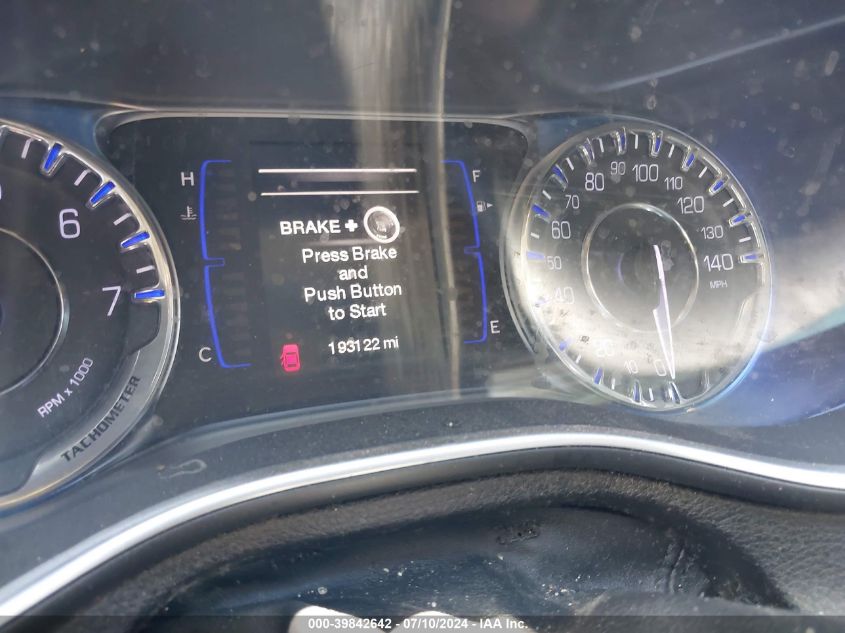 6
7
RPM x 1000
TACHOMETER
H
C
F
E
BRAKE +
Press Brake
and
Push Button
to Start
193122 mi
0
10
20
40
50
60
70
80
90
100
110
120
130
140
MPH
000-39842642 - 07/10/2024 - IAA Inc.